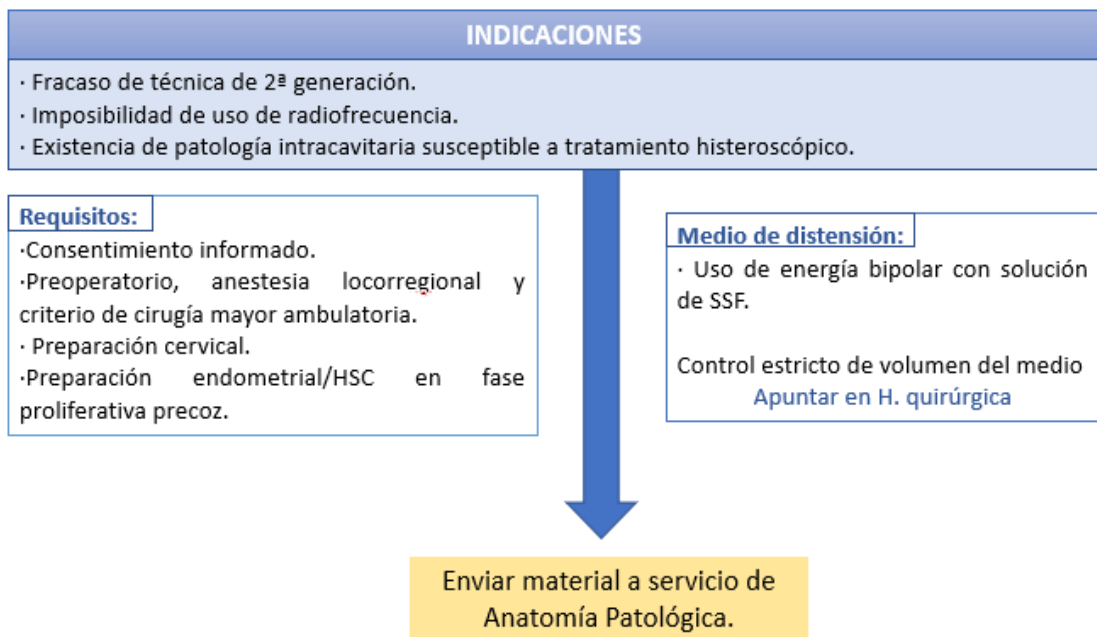 INDICACIONES
· Fracaso de técnica de 2ª generación.
· Imposibilidad de uso de radiofrecuencia.
· Existencia de patología intracavitaria susceptible a tratamiento histeroscópico.
Requisitos:
·Consentimiento informado.
·Preoperatorio, anestesia locorregional y
criterio de cirugía mayor ambulatoria.
· Preparación cervical.
·Preparación endometrial/HSC en fase
proliferativa precoz.
Medio de distensión:
· Uso de energía bipolar con solución
de SSF.
Control estricto de volumen del medio
Apuntar en H. quirúrgica
Enviar material a servicio de
Anatomía Patológica.